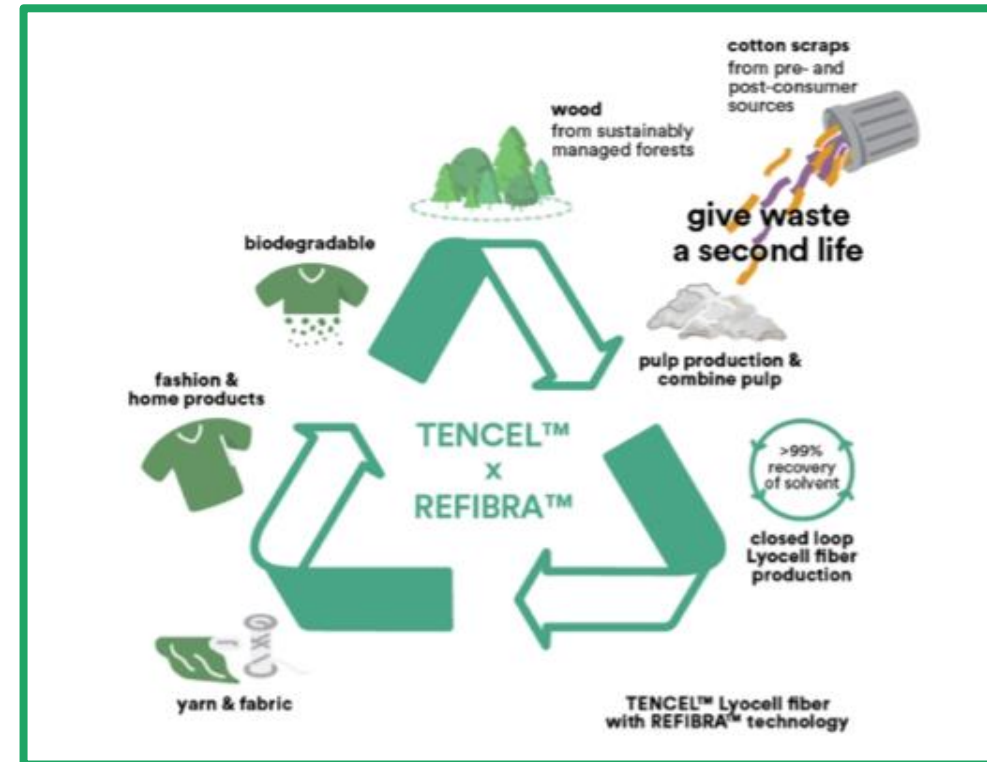 cotton scraps
from pre- and
post-consumer
sources
wood
from sustainably
managed forests
give waste
a second life
biodegradable
pulp production &
combine pulp
fashion &
home products
TENCEL™
x
REFIBRA™
>99%
recovery
of solvent
closed loop
Lyocell fiber
production
yarn & fabric
TENCEL™ Lyocell fiber
with REFIBRA™ technology